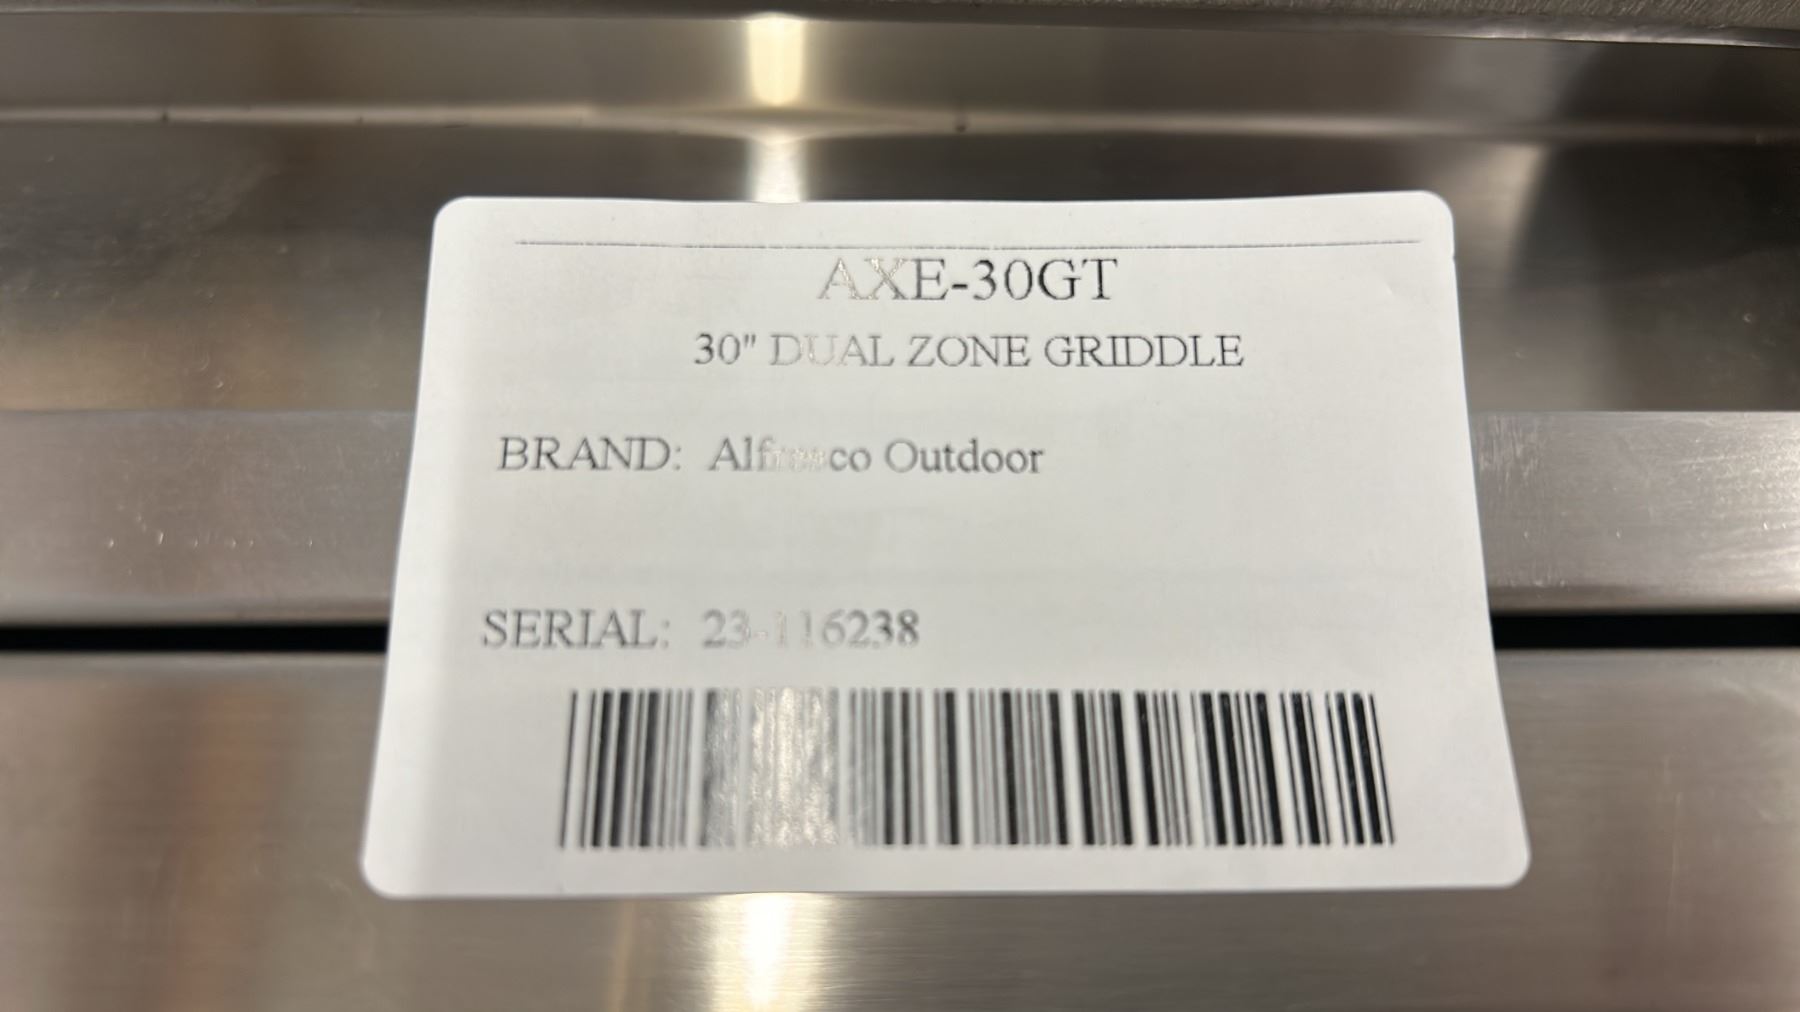 AXE-30GT
30" DUAL ZONE GRIDDLE
BRAND: Alfresco Outdoor
SERIAL: 23-116238